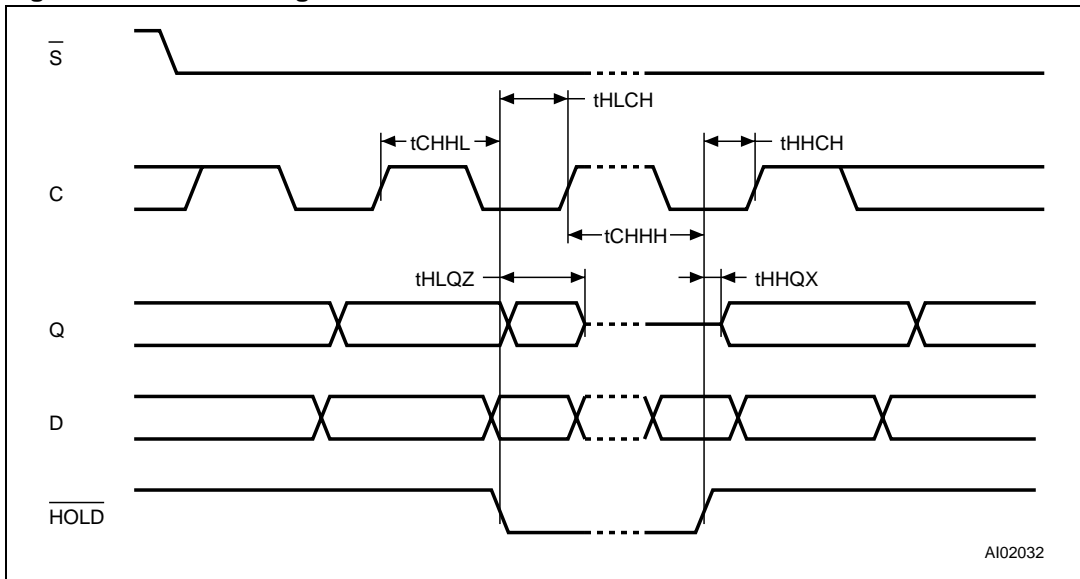 S
tHLCH
tCHHL
tHHCH
C
tCHHH
tHLQZ
tHHQX
Q
D
HOLD
AI02032